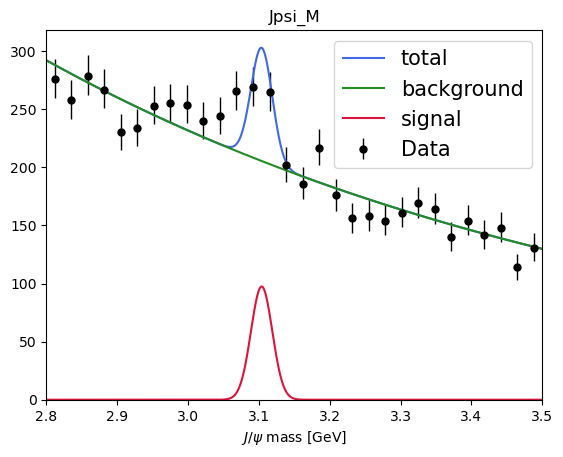 Jpsi_M
300
250
200
150
100
50
0
total
background
signal
Data
2.8 2.9 3.0 3.1 3.2 3.3 3.4 3.5
J/ψ mass [GeV]